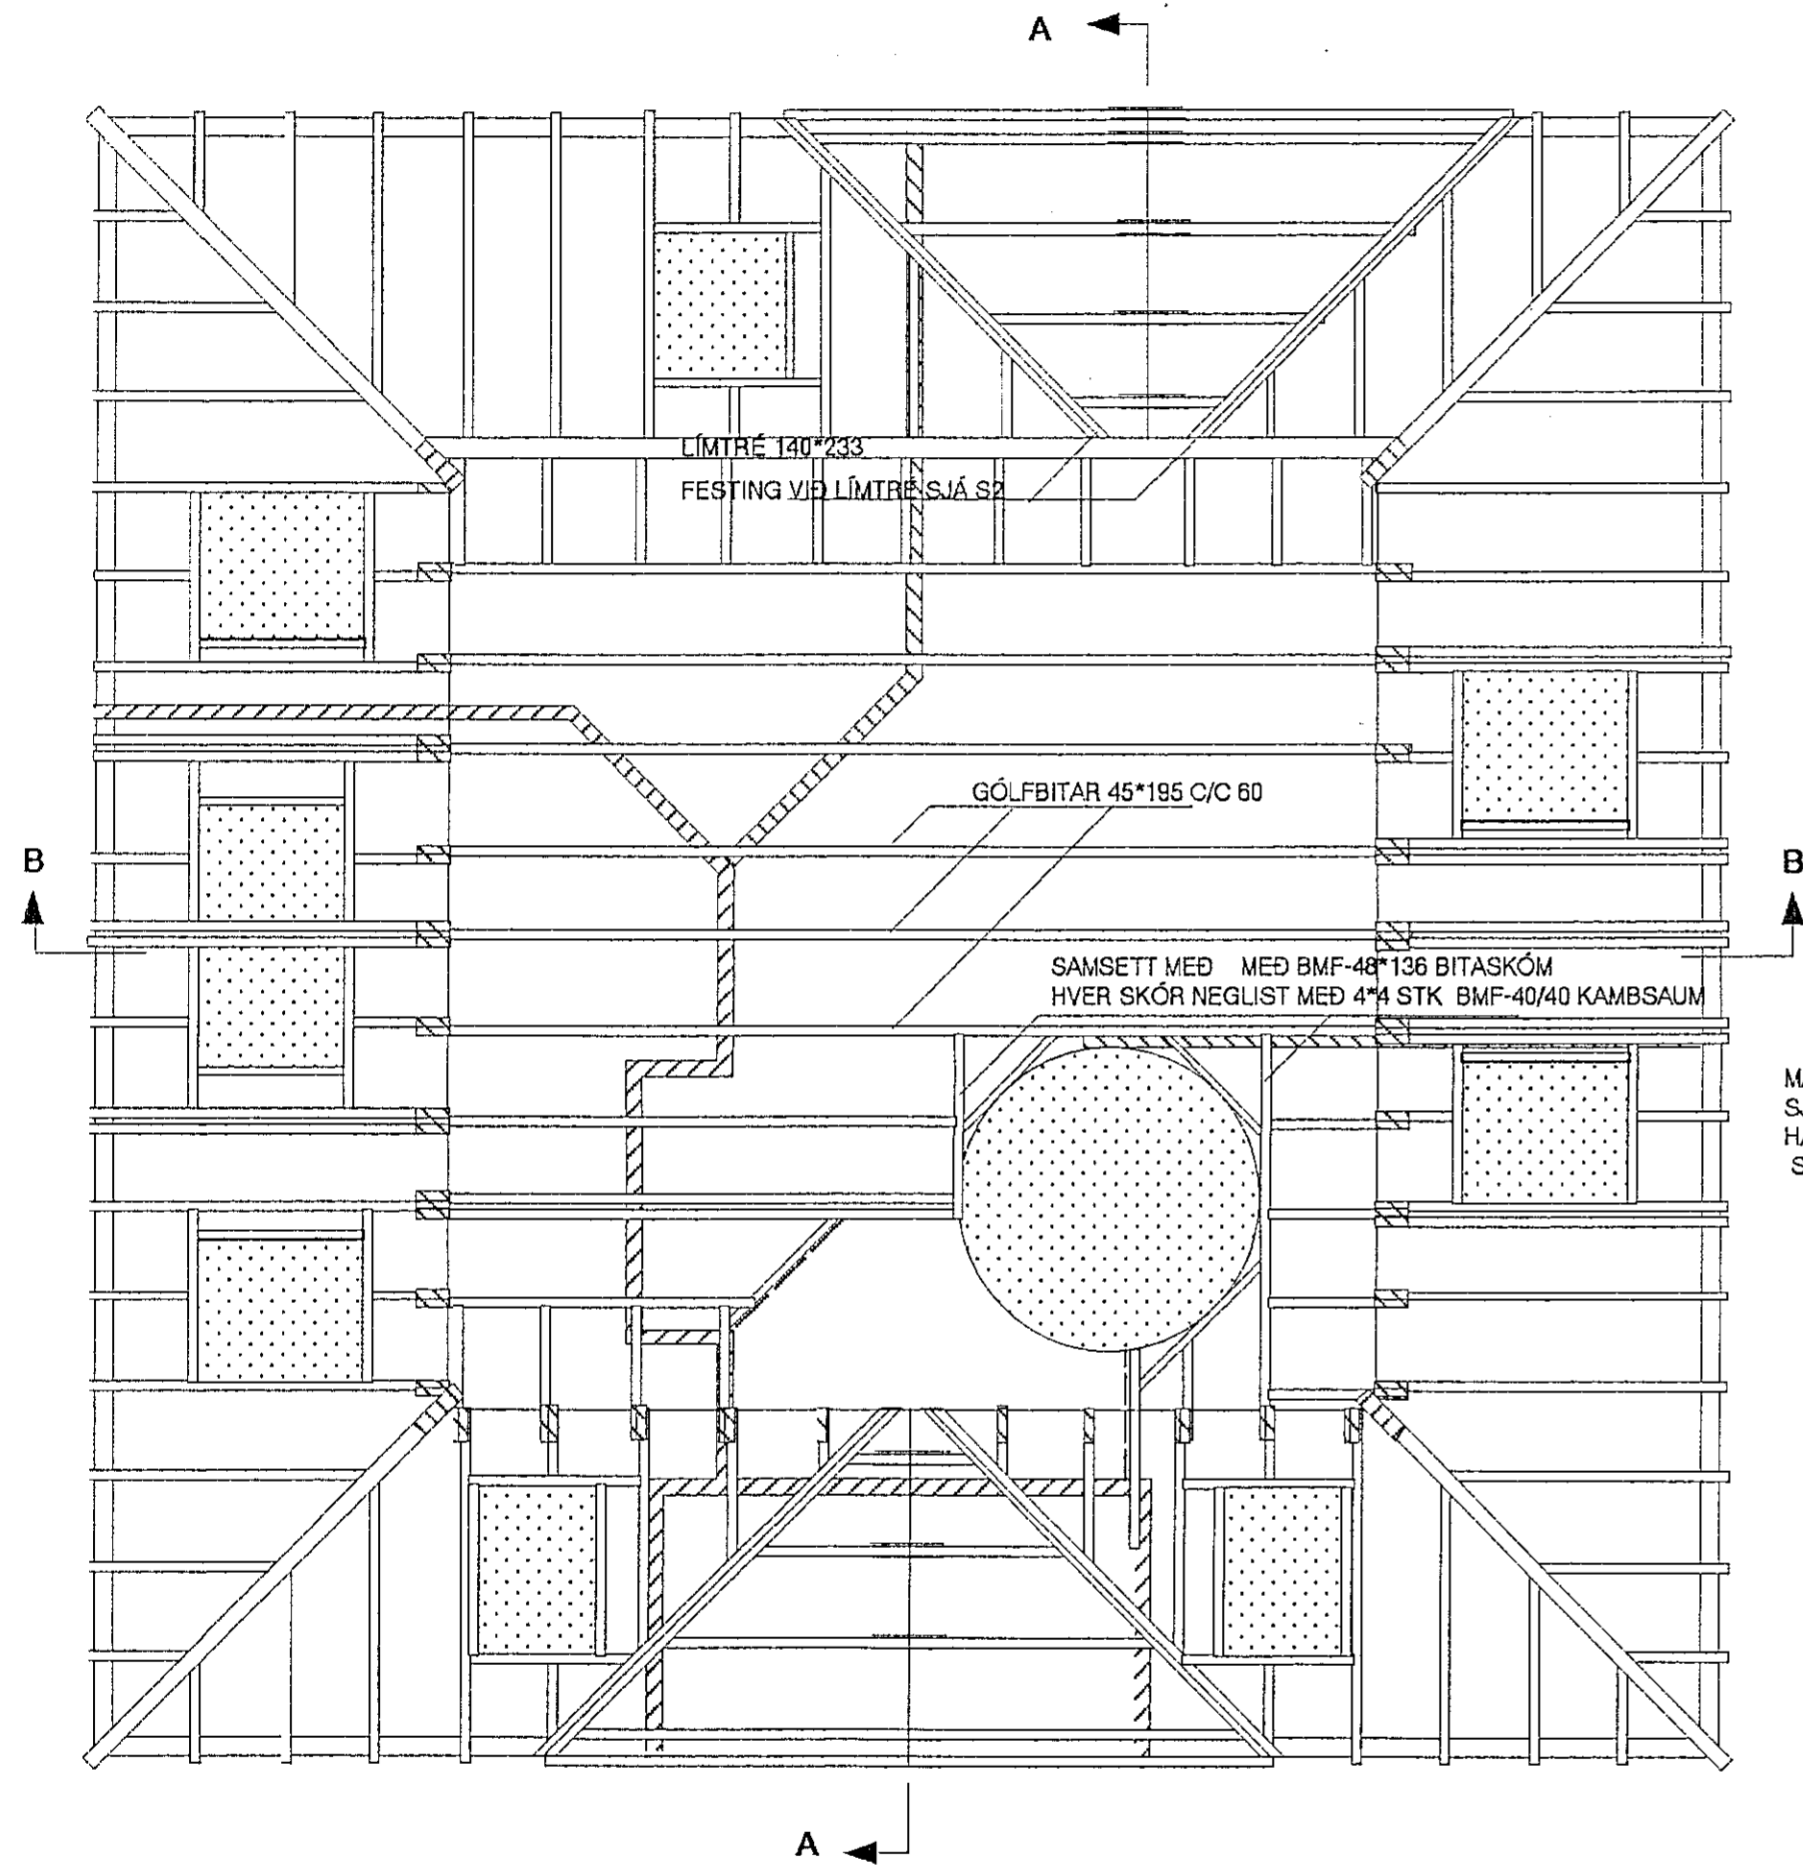 A
LÍMTRÉ 140*233
FESTING VIÐ LÍMTRÉ SJÁ S2
GÓLFBITAR 45*195 C/C 60
B
B
SAMSETT MEÐ MEÐ BMF-48*136 BITASKÓM
HVER SKÓR NEGLIST MEÐ 4*4 STK BMF-40/40 KAMBSAUM
A